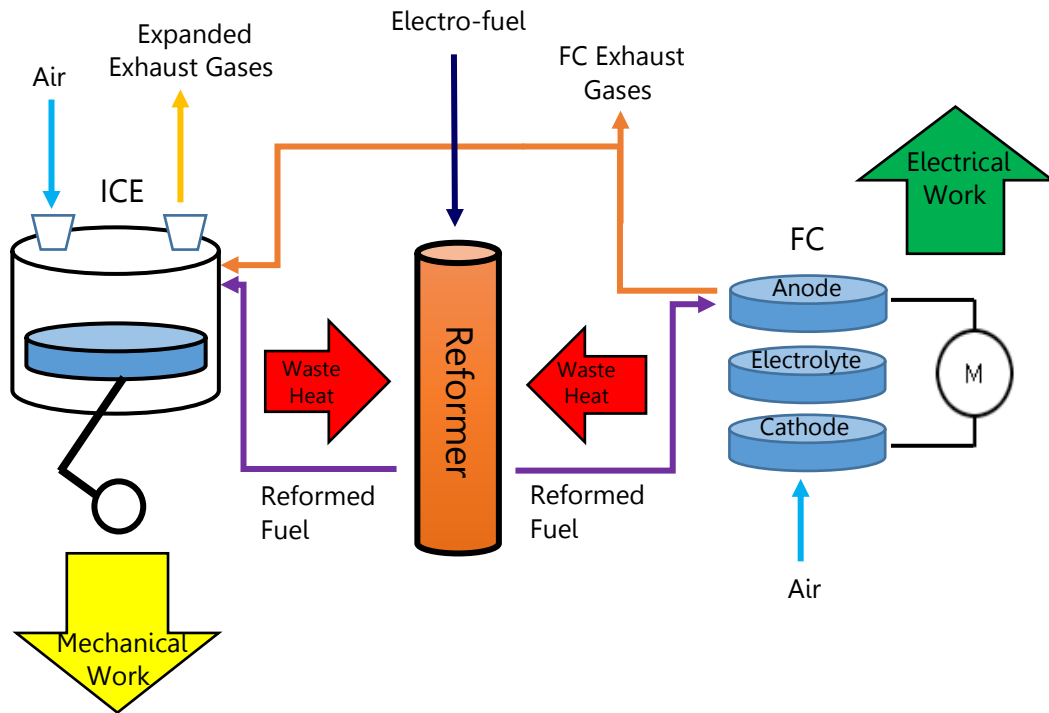 Electro-fuel
Expanded
Exhaust Gases
Air
FC Exhaust
Gases
Electrical
Work
ICE
FC
Anode
Electrolyte
Cathode
M
Reformer
Waste
Heat
Waste
Heat
Reformed
Fuel
Reformed
Fuel
Air
Mechanical
Work